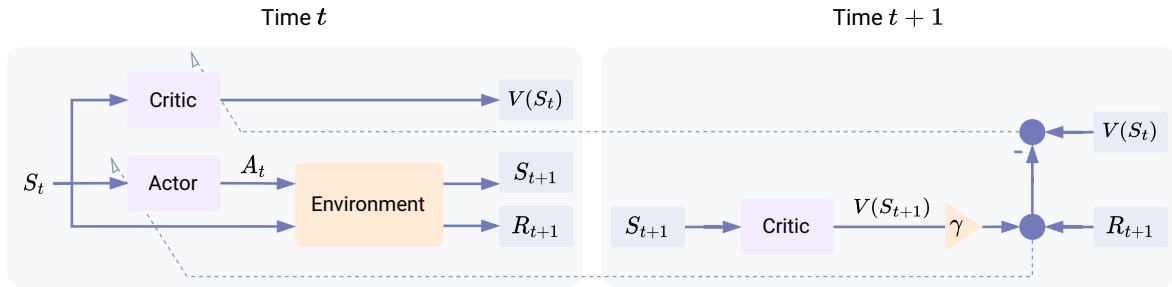 Time t
Time t + 1
Critic
V(S_t)
S_t
Actor
A_t
Environment
S_{t+1}
R_{t+1}
V(S_t)
-
S_{t+1}
Critic
V(S_{t+1})
γ
R_{t+1}